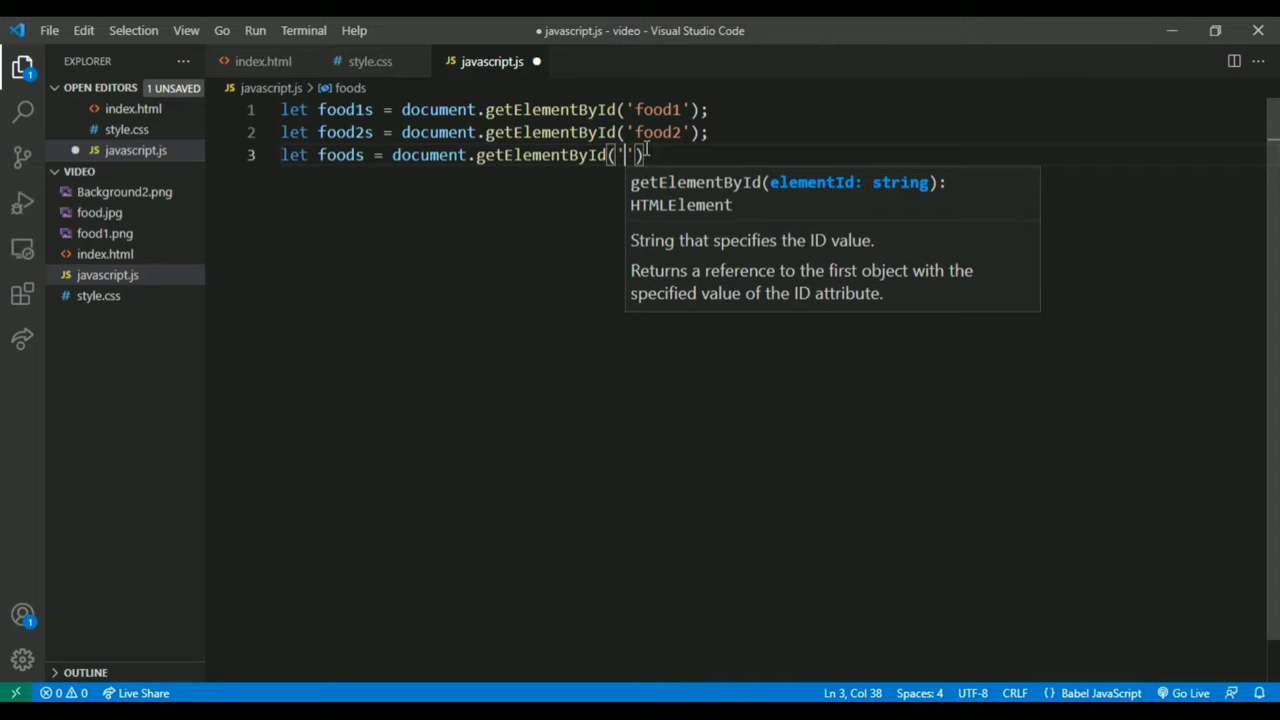 File Edit Selection View Go Run Terminal Help
● javascript.js - video - Visual Studio Code
EXPLORER
index.html
style.css
JS javascript.js
OPEN EDITORS 1 UNSAVED
index.html
style.css
JS javascript.js
VIDEO
Background2.png
food.jpg
food1.png
index.html
JS javascript.js
style.css
OUTLINE
JS javascript.js > foods
1 let food1s = document.getElementById('food1');
2 let food2s = document.getElementById('food2');
3 let foods = document.getElementById('')
getElementById(elementId: string):
HTMLElement
String that specifies the ID value.
Returns a reference to the first object with the
specified value of the ID attribute.
1
1
0 0 Live Share
Ln 3, Col 38 Spaces: 4 UTF-8 CRLF {} Babel JavaScript Go Live